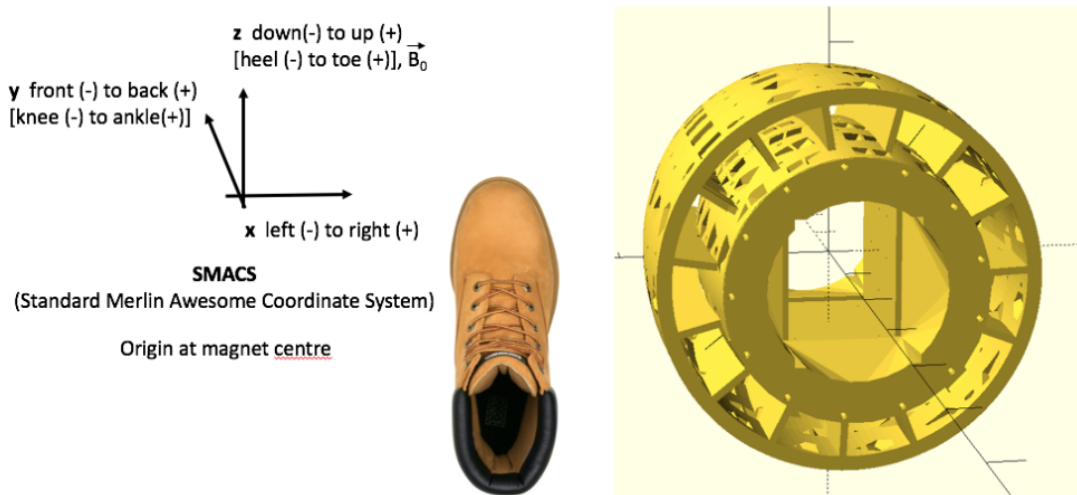 z down(-) to up (+)
[heel (-) to toe (+)], B₀
y front (-) to back (+)
[knee (-) to ankle(+)]
x left (-) to right (+)
SMACS
(Standard Merlin Awesome Coordinate System)
Origin at magnet centre